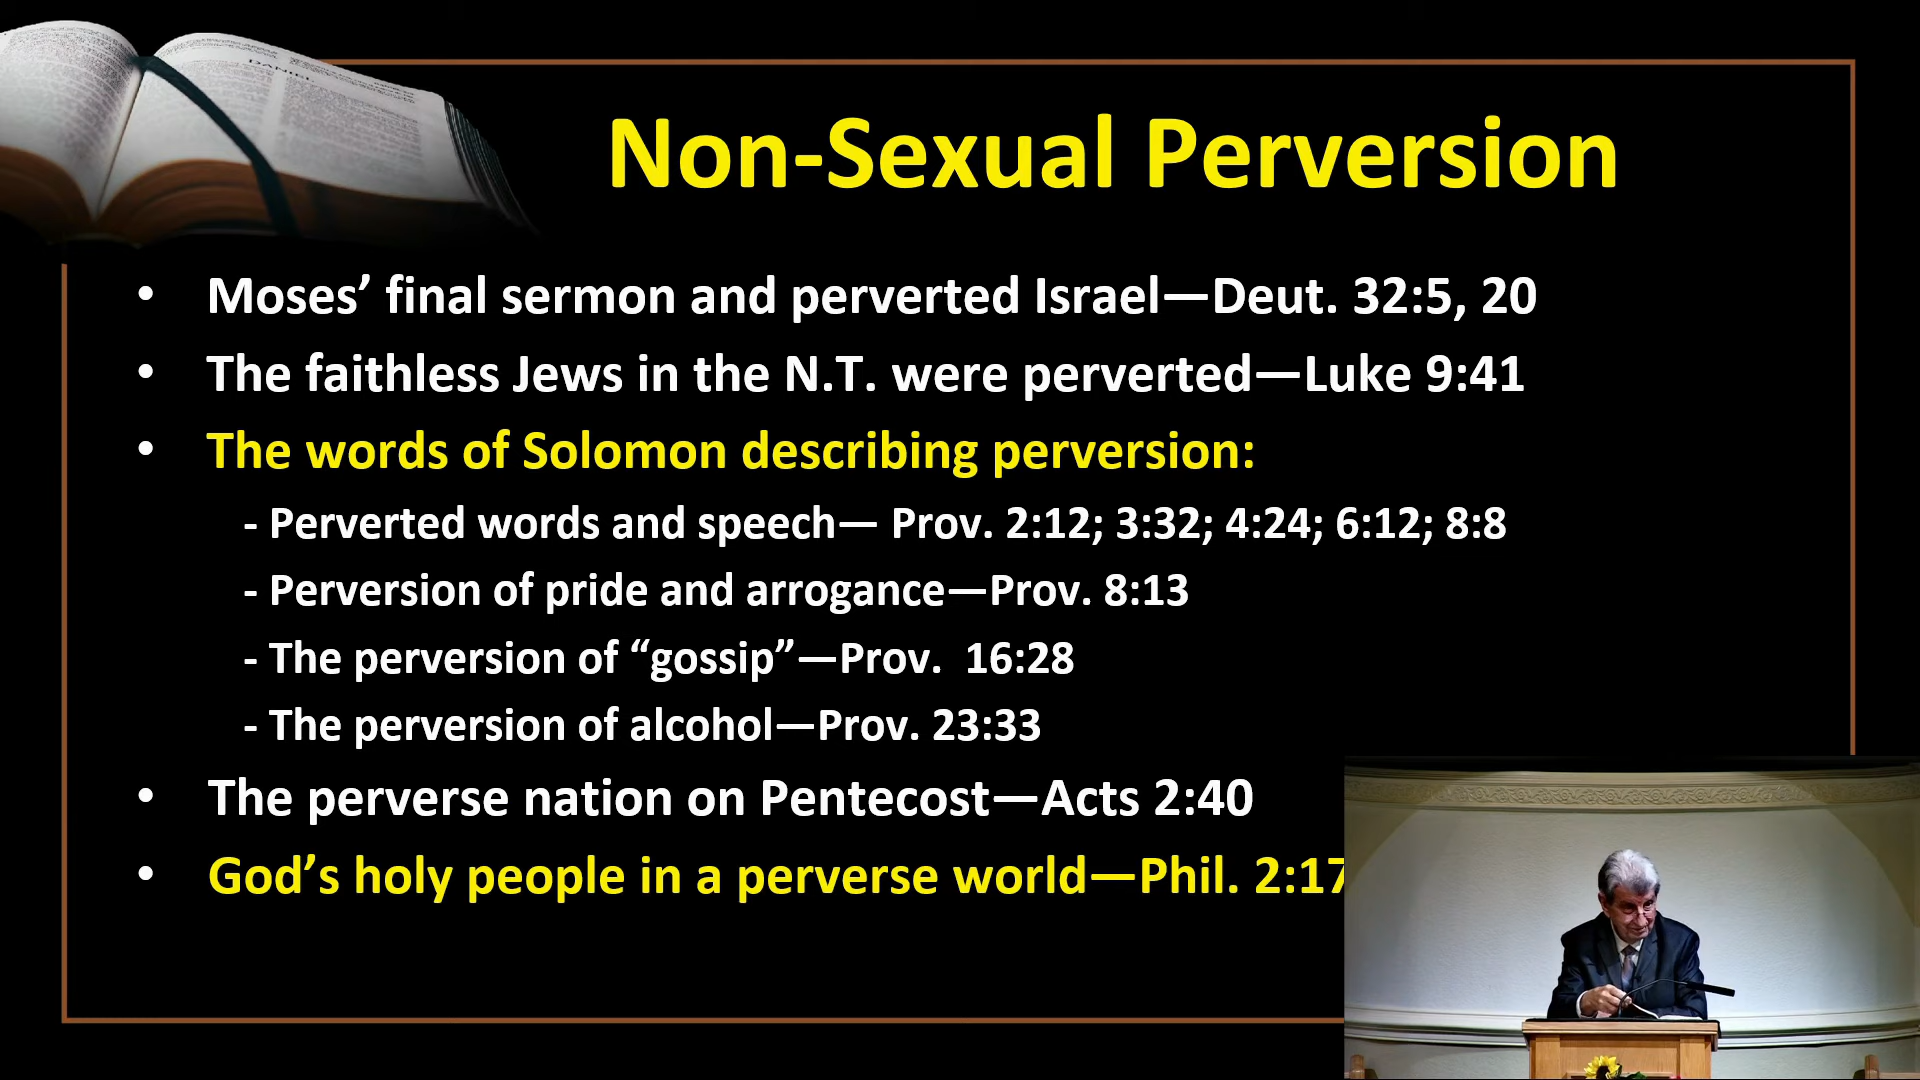 DANIEL
Non-Sexual Perversion
• Moses’ final sermon and perverted Israel—Deut. 32:5, 20
• The faithless Jews in the N.T. were perverted—Luke 9:41
• The words of Solomon describing perversion:
- Perverted words and speech— Prov. 2:12; 3:32; 4:24; 6:12; 8:8
- Perversion of pride and arrogance—Prov. 8:13
- The perversion of “gossip”—Prov.  16:28
- The perversion of alcohol—Prov. 23:33
• The perverse nation on Pentecost—Acts 2:40
• God’s holy people in a perverse world—Phil. 2:17